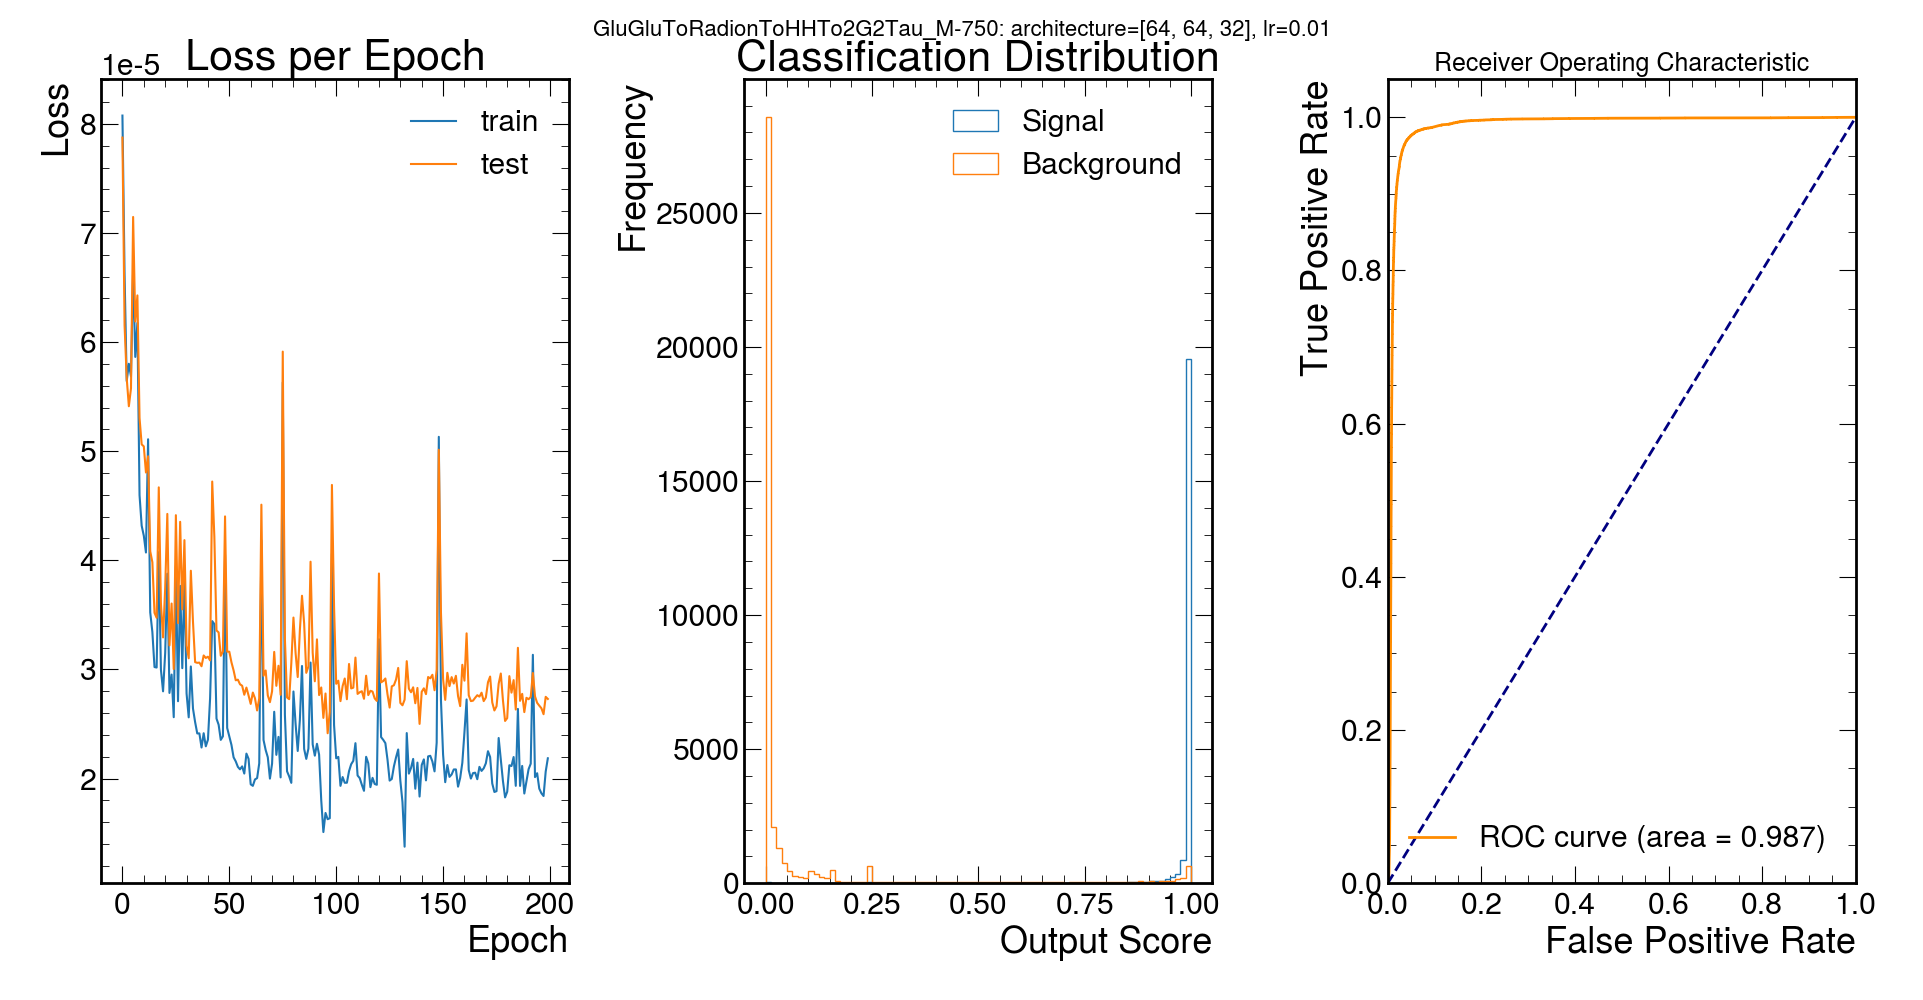 GluGluToRadionToHHTo2G2Tau_M-750: architecture=[64, 64, 32], lr=0.01
Loss per Epoch
1e-5
Loss
train
test
8
7
6
5
4
3
2
0 50 100 150 200
Epoch
Classification Distribution
Frequency
Signal
Background
25000
20000
15000
10000
5000
0
0.00 0.25 0.50 0.75 1.00
Output Score
Receiver Operating Characteristic
True Positive Rate
1.0
0.8
0.6
0.4
0.2
0.0
ROC curve (area = 0.987)
0.0 0.2 0.4 0.6 0.8 1.0
False Positive Rate